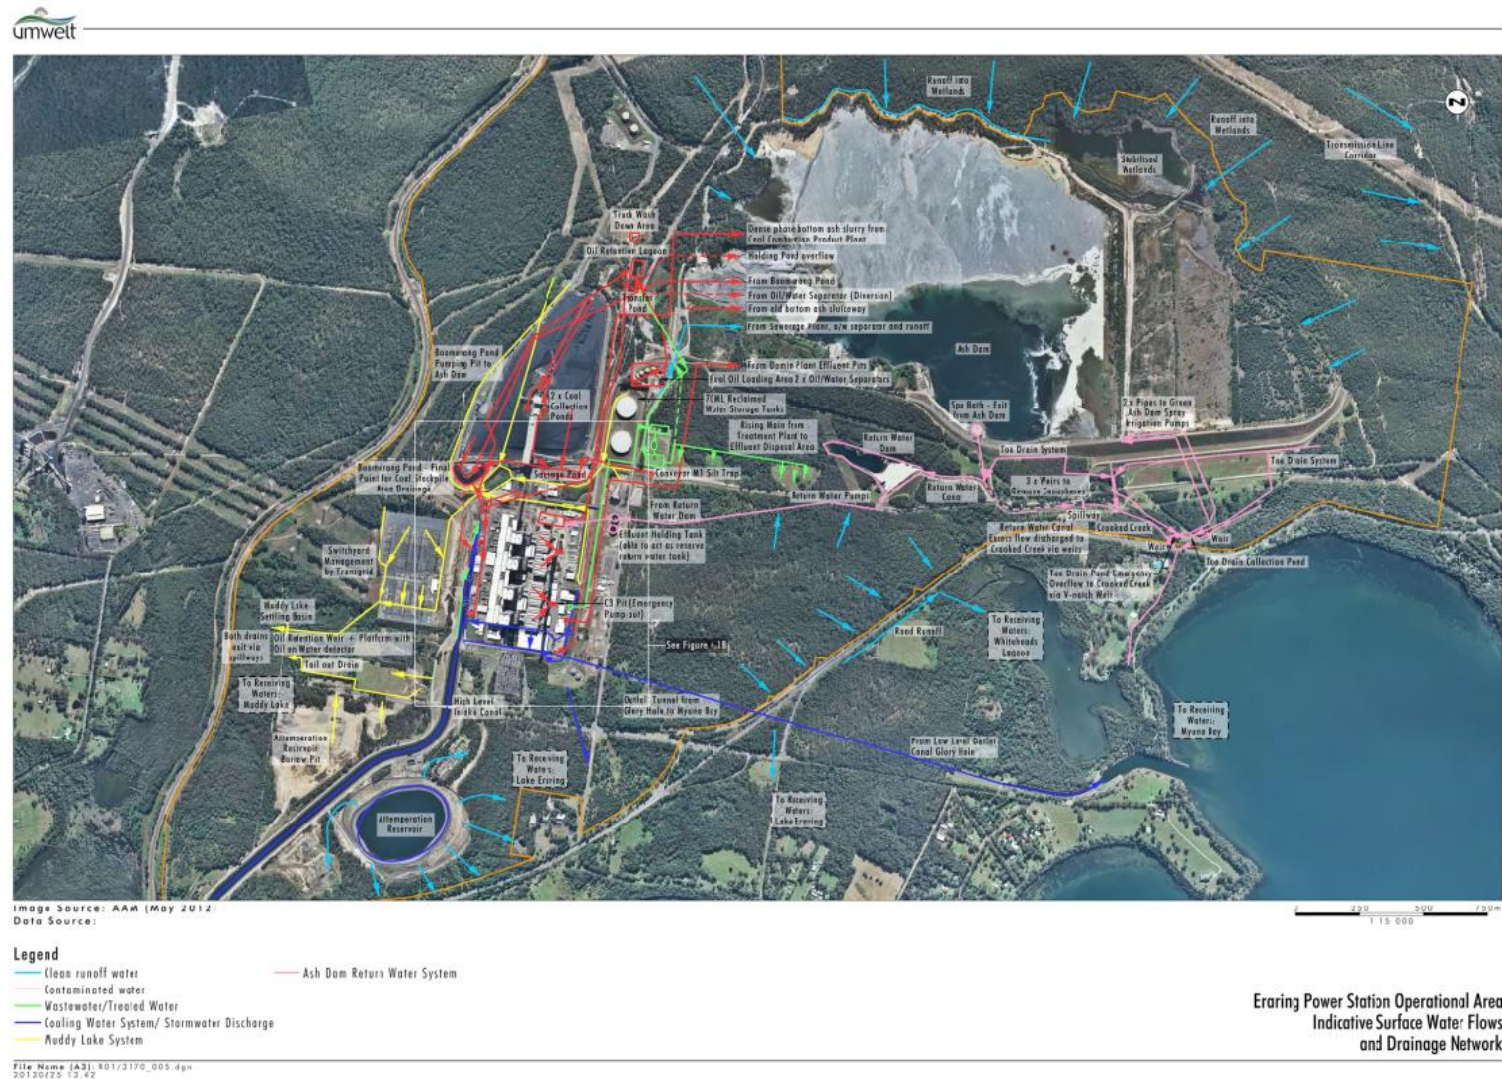 umwelt
Runoff into
Wetlands
Runoff into
Wetlands
Transmission Line
Corridor
Stabilised
Wetlands
Truck Wash
Down Area
Oil Retention Lagoon
Dense phase bottom ash slurry from
Coal Combustion Product Plant
Holding Pond overflow
From Boomerang Pond
From Oil/Water Separator (Diversion)
From old bottom ash sluiceway
From Sewerage Plant, o/w separator and runoff
Transfer
Pond
Ash Dam
Boomerang Pond
Pumping Pit to
Ash Dam
From Demin Plant Effluent Pits
Fuel Oil Loading Area 2 x Oil/Water Separators
2 x Coal
Collection
Ponds
70ML Reclaimed
Water Storage Tanks
Spa Bath - Exit
from Ash Dam
2 x Pipes to Green
Ash Dam Spray
Irrigation Pumps
Rising Main from
Treatment Plant to
Effluent Disposal Area
Return Water
Dam
Toe Drain System
Toe Drain System
Boomerang Pond - Final
Point for Coal Stockpile
Area Drainage
Conveyor M1 Silt Trap
Return Water Pumps
Return Water
Canal
3 x Weirs to
Remove
From Return
Water Dam
Spillway
Return Water Canal
Excess flow discharged to
Crooked Creek via weirs
Crooked Creek
Weir
Weir
Effluent Holding Tank
(able to act as reserve
return water tank)
Switchyard
Management
by Transgrid
Toe Drain Collection Pond
Toe Drain Pond Emergency
Overflow to Crooked Creek
via V-notch Weir
Muddy Lake
Settling Basin
C3 Pit (Emergency
Pump out)
Both drains
exit via
spillways
Oil Retention Weir + Platform with
Oil on Water detector
Tail out Drain
See Figure 4.1B
Road Runoff
To Receiving
Waters:
Whiteheads
Lagoon
To Receiving
Waters:
Muddy Lake
High Level
Intake Canal
Outlet Tunnel from
Glory Hole to Myuna Bay
To Receiving
Waters:
Myuna Bay
Attemperation
Reservoir
Borrow Pit
From Low Level Outlet
Canal Glory Hole
To Receiving
Waters:
Lake Eraring
To Receiving
Waters:
Lake Eraring
Attemperation
Reservoir
Image Source: AAM (May 2012
Data Source:
250 500 750m
1:15 000
Legend
Clean runoff water
Contaminated water
Wastewater/Treated Water
Cooling Water System/ Stormwater Discharge
Muddy Lake System
Ash Dam Return Water System
Eraring Power Station Operational Area
Indicative Surface Water Flows
and Drainage Network
File Name (A3): R01/3170_005.dgn
20130625 13.42